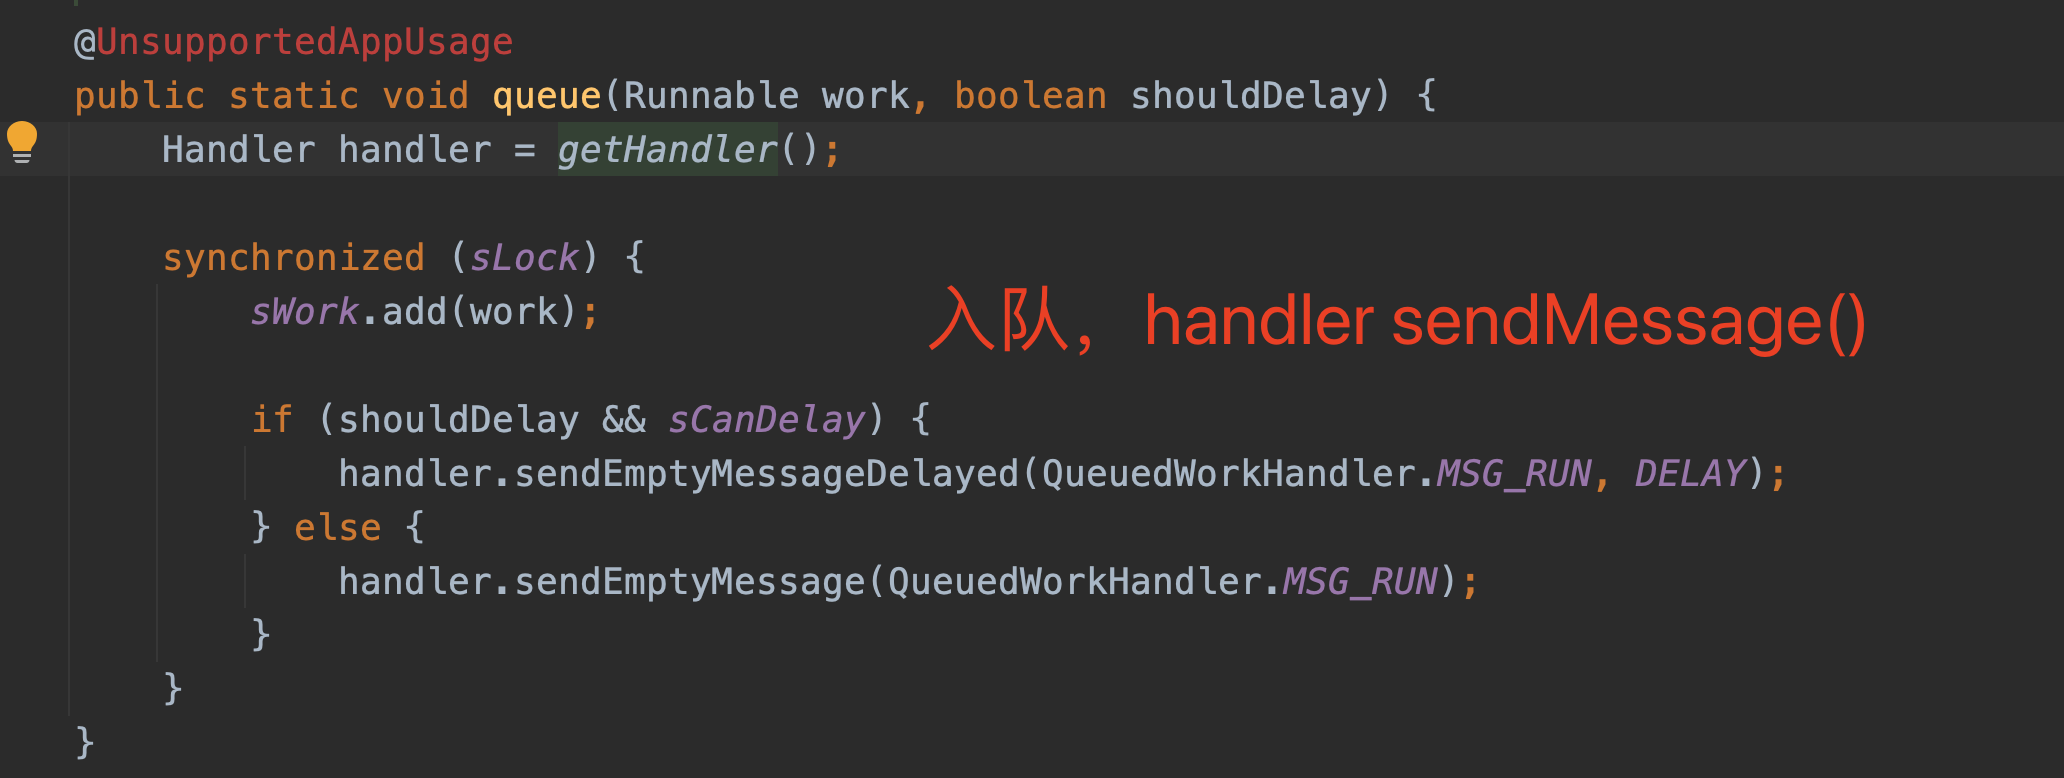 @UnsupportedAppUsage
public static void queue(Runnable work, boolean shouldDelay) {
Handler handler = getHandler();
synchronized (sLock) {
sWork.add(work);
入队，handler sendMessage()
if (shouldDelay && sCanDelay) {
handler.sendEmptyMessageDelayed(QueuedWorkHandler.MSG_RUN, DELAY);
} else {
handler.sendEmptyMessage(QueuedWorkHandler.MSG_RUN);
}
}
}